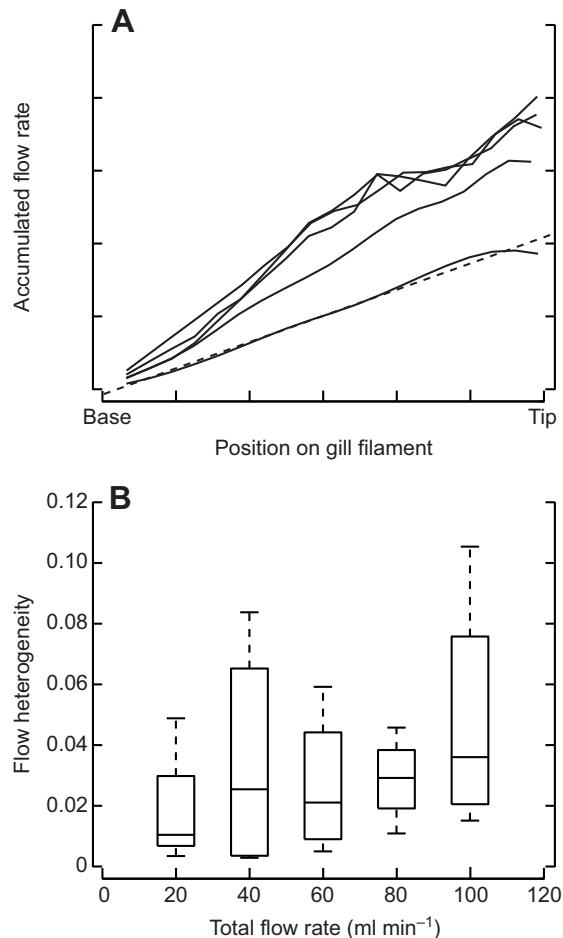 A
Accumulated flow rate
Base
Tip
Position on gill filament
B
0.12
0.10
0.08
0.06
0.04
0.02
0
Flow heterogeneity
0 20 40 60 80 100 120
Total flow rate (ml min⁻¹)